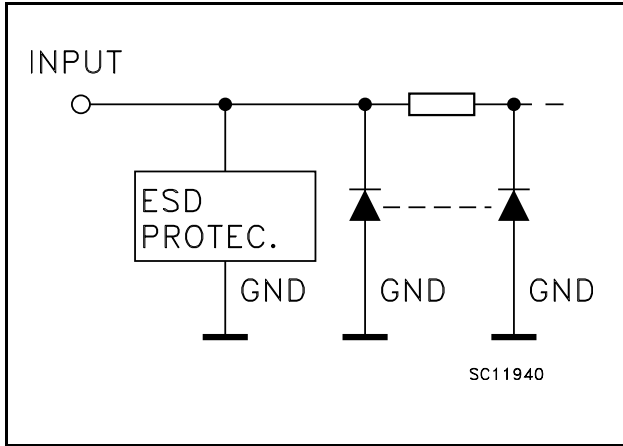 INPUT
ESD
PROTEC.
GND
GND
GND
SC11940